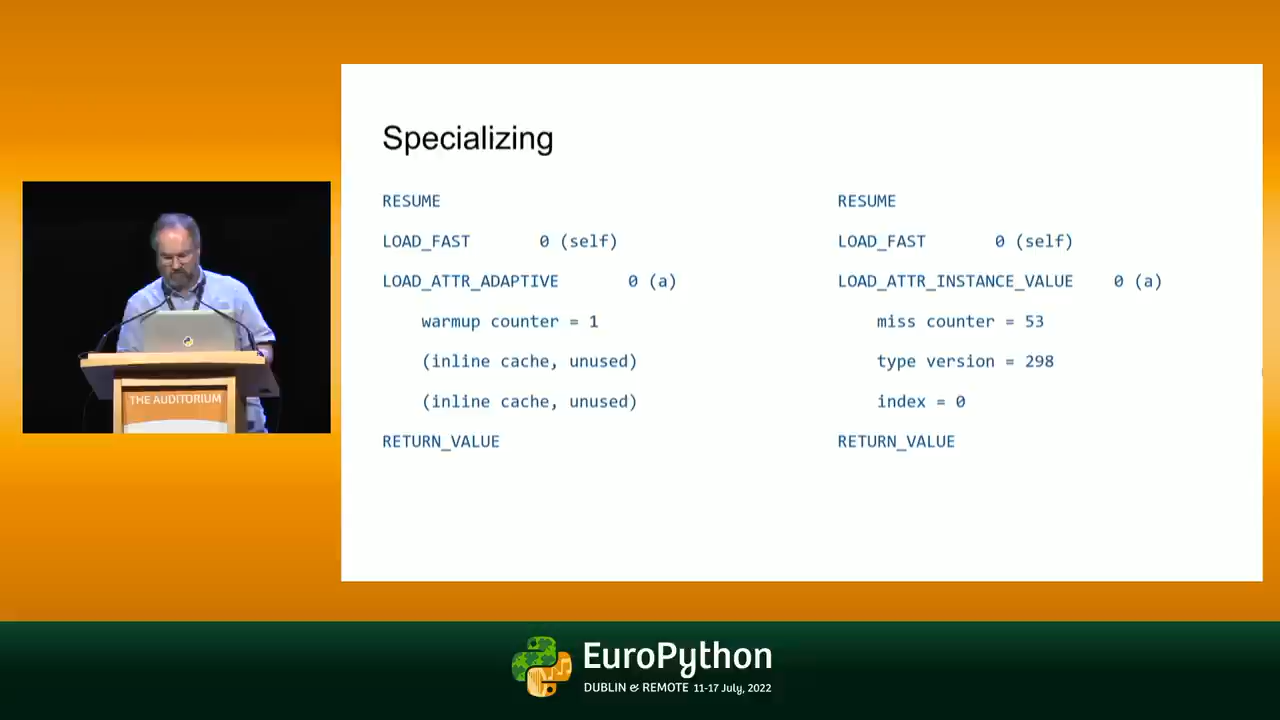 Specializing
RESUME
LOAD_FAST 0 (self)
LOAD_ATTR_ADAPTIVE 0 (a)
warmup counter = 1
(inline cache, unused)
(inline cache, unused)
RETURN_VALUE
RESUME
LOAD_FAST 0 (self)
LOAD_ATTR_INSTANCE_VALUE 0 (a)
miss counter = 53
type version = 298
index = 0
RETURN_VALUE
THE AUDITORIUM
EuroPython
DUBLIN & REMOTE 11-17 July, 2022